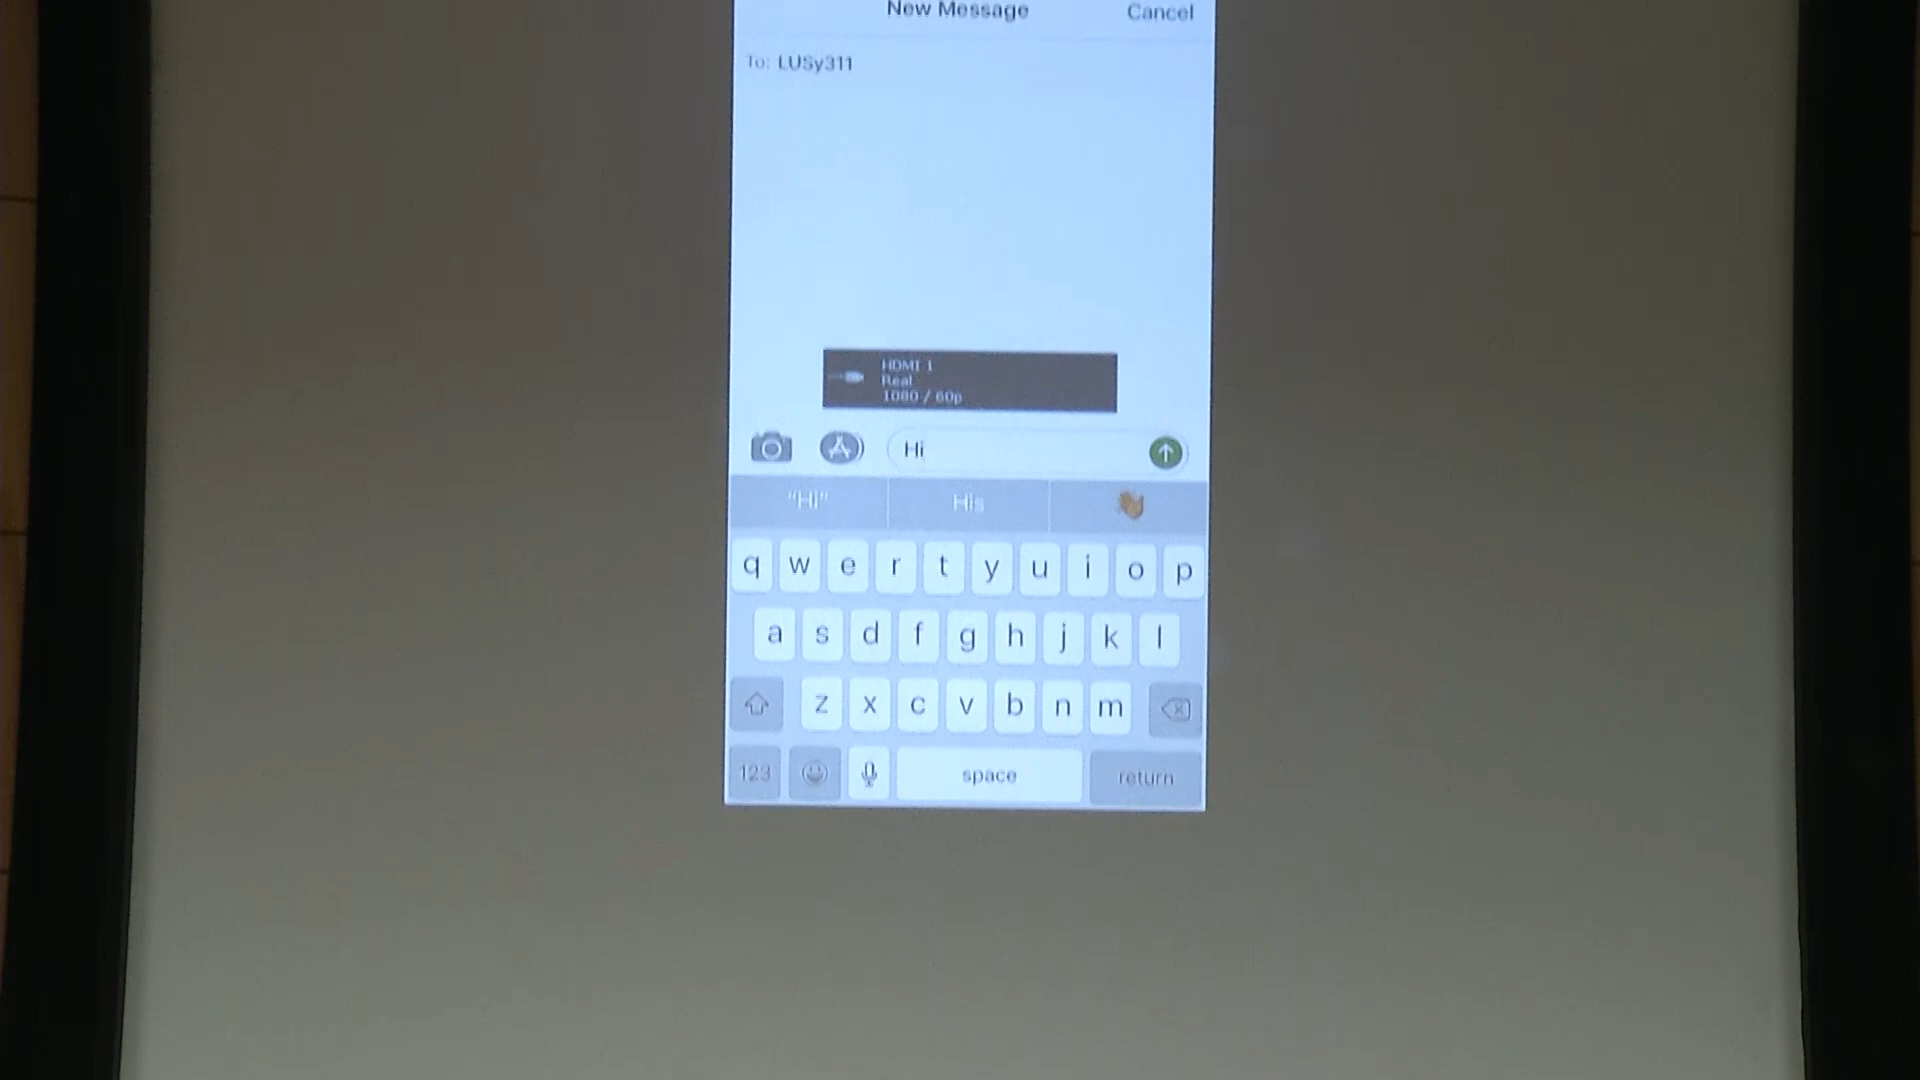 New Message Cancel
To: LUSy311
HDMI 1
Real
1080 / 60p
Hi
"Hi" His
q w e r t y u i o p
a s d f g h j k l
z x c v b n m
123 space return